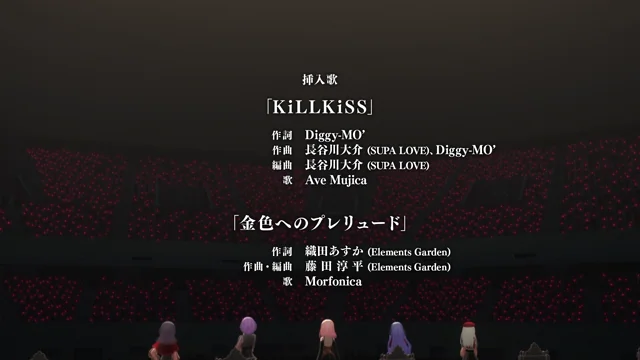 挿入歌
「KiLLKiSS」
作詞 Diggy-MO'
作曲 長谷川大介 (SUPA LOVE)、Diggy-MO'
編曲 長谷川大介 (SUPA LOVE)
歌 Ave Mujica
「金色へのプレリュード」
作詞 織田あすか (Elements Garden)
作曲・編曲 藤田淳平 (Elements Garden)
歌 Morfonica